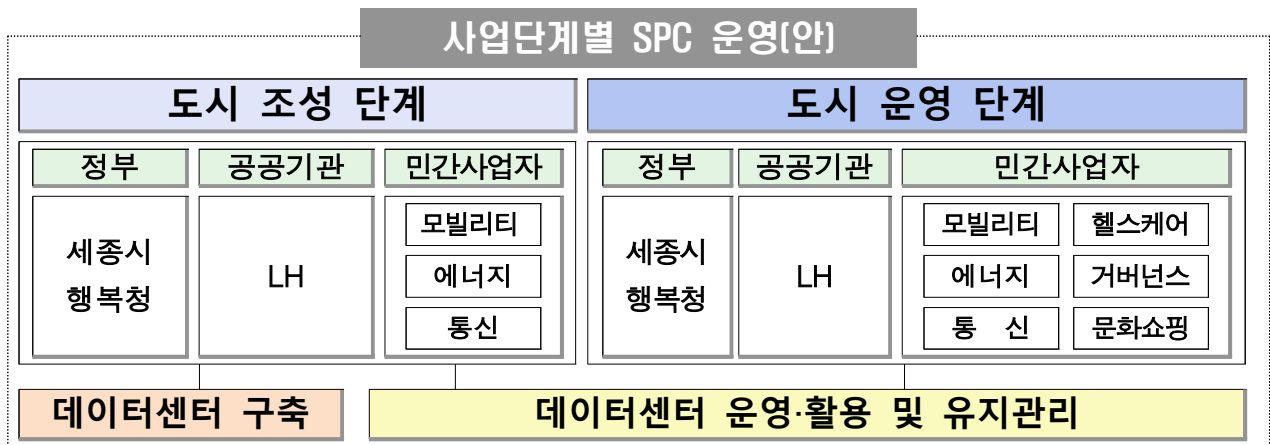 사업단계별 SPC 운영(안)
도시 조성 단계
정부 공공기관 민간사업자
세종시
행복청
LH
모빌리티
에너지
통신
도시 운영 단계
정부 공공기관 민간사업자
세종시
행복청
LH
모빌리티 헬스케어
에너지 거버넌스
통 신 문화쇼핑
데이터센터 구축
데이터센터 운영·활용 및 유지관리